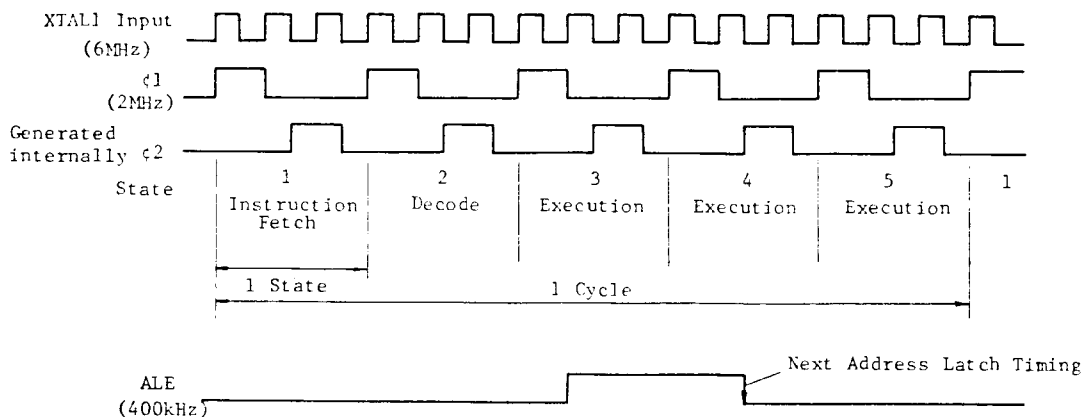 XTAL1 Input
(6MHz)
¢1
(2MHz)
Generated
internally ¢2
State
1 2 3 4 5 1
Instruction Fetch
Decode
Execution
Execution
Execution
1 State
1 Cycle
Next Address Latch Timing
ALE
(400kHz)